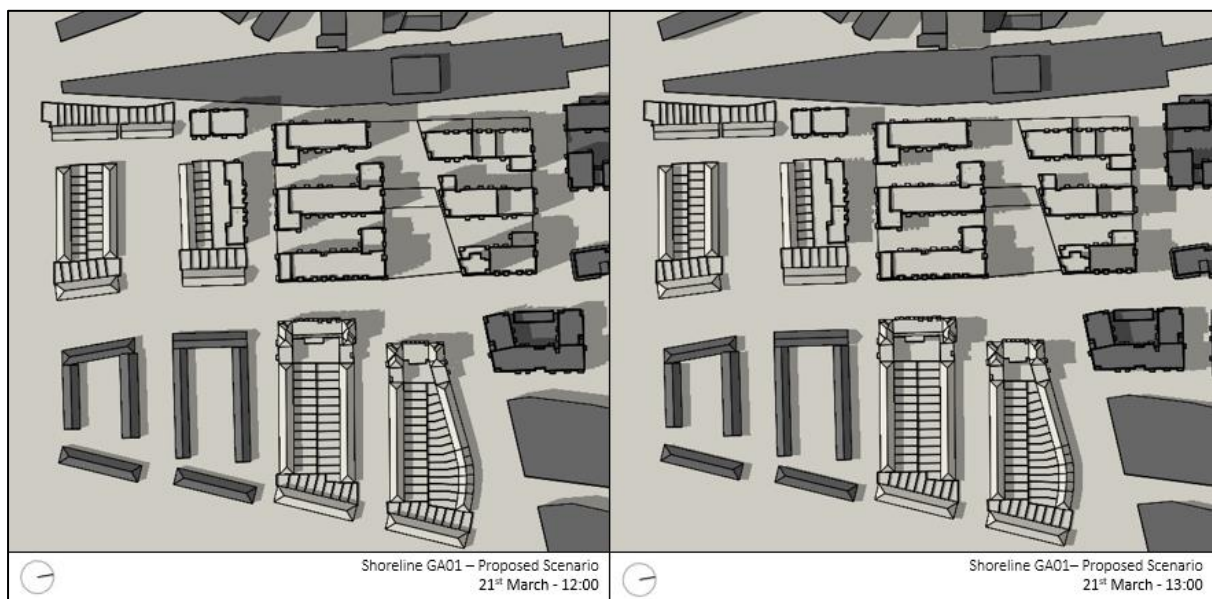 Shoreline GA01 – Proposed Scenario
21st March - 12:00
Shoreline GA01– Proposed Scenario
21st March - 13:00